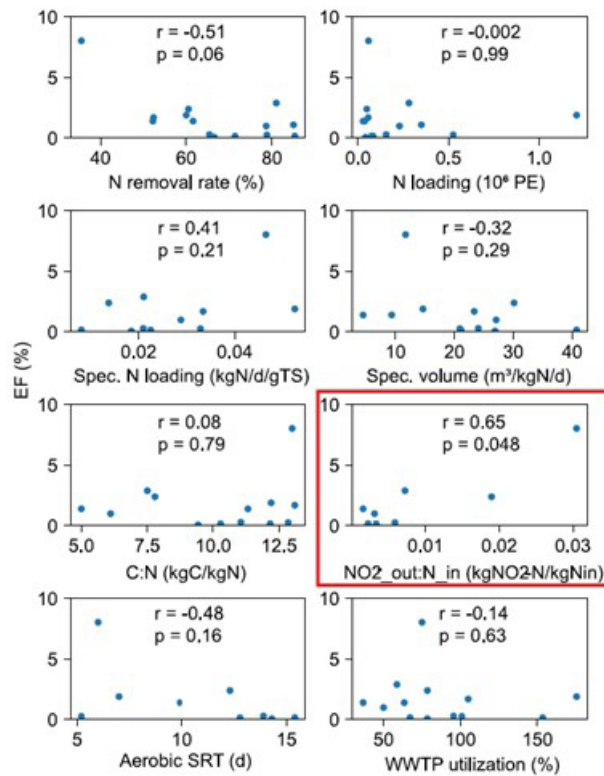 r = -0.51
p = 0.06
10
5
0
40
60
80
N removal rate (%)
r = -0.002
p = 0.99
10
5
0
0.0
0.5
1.0
N loading (10⁶ PE)
r = 0.41
p = 0.21
10
5
0
0.02
0.04
Spec. N loading (kgN/d/gTS)
r = -0.32
p = 0.29
10
5
0
10
20
30
40
Spec. volume (m³/kgN/d)
EF (%)
r = 0.08
p = 0.79
10
5
0
5.0
7.5
10.0
12.5
C:N (kgC/kgN)
r = 0.65
p = 0.048
10
5
0
0.01
0.02
0.03
NO2_out:N_in (kgNO2-N/kgNin)
r = -0.48
p = 0.16
10
5
0
5
10
15
Aerobic SRT (d)
r = -0.14
p = 0.63
10
5
0
50
100
150
WWTP utilization (%)